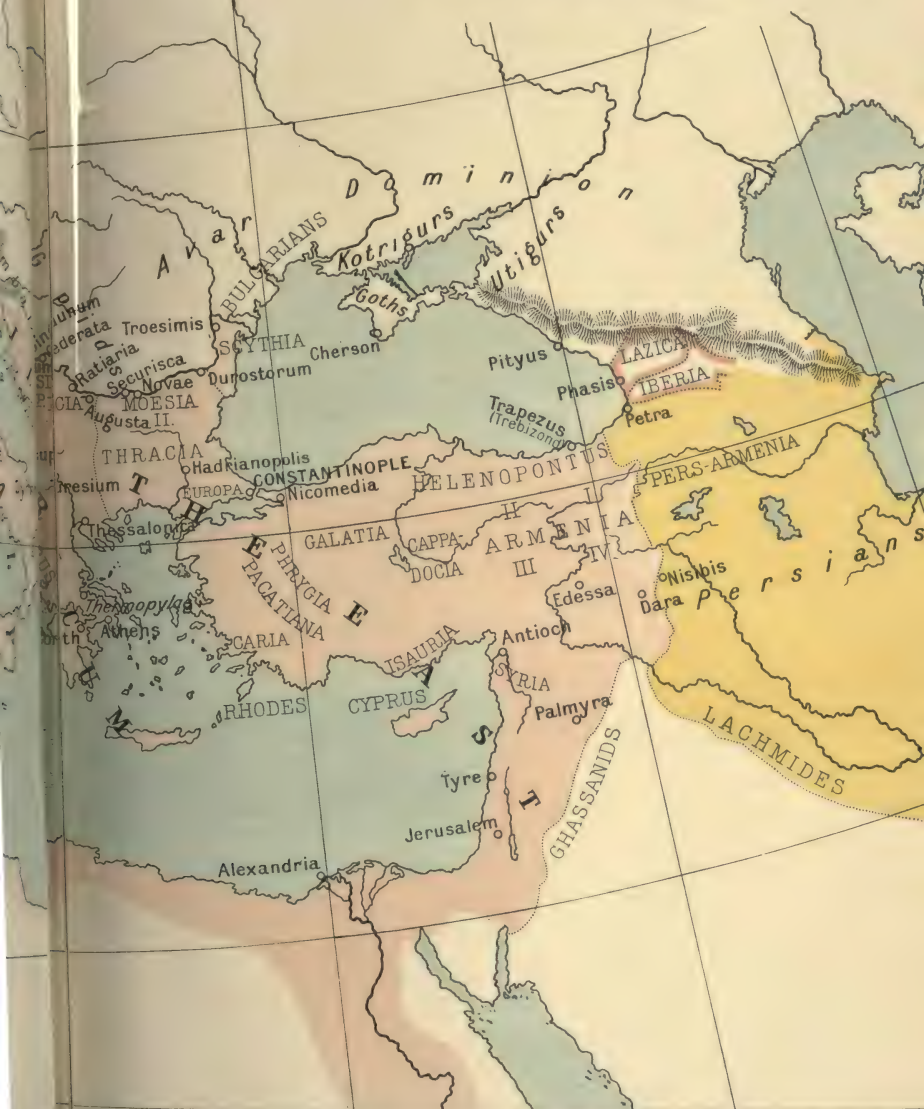 Avar Dominion
BULGARIANS
Kotrigurs
Utigurs
Goths
Troesimis
SCYTHIA
Cherson
Ratiaria
Securisca
Novae
Durostorum
MOESIA
II.
Augusta
Pityus
LAZICA
Phasis
IBERIA
Petra
Trapezus
(Trebizond)
THRACIA
Hadrianopolis
CONSTANTINOPLE
EUROPA
Nicomedia
HELENOPONTUS
PERS-ARMENIA
THE EAST
Thessalonica
GALATIA
CAPPA-
DOCIA
ARMENIA
I
II
III
IV
PHRYGIA
PACATIANA
Edessa
Nisibis
Dara
Persians
Thermopylae
Athens
CARIA
ISAURIA
Antioch
SYRIA
RHODES
CYPRUS
Palmyra
LACHMIDES
GHASSANIDS
Tyre
Jerusalem
Alexandria